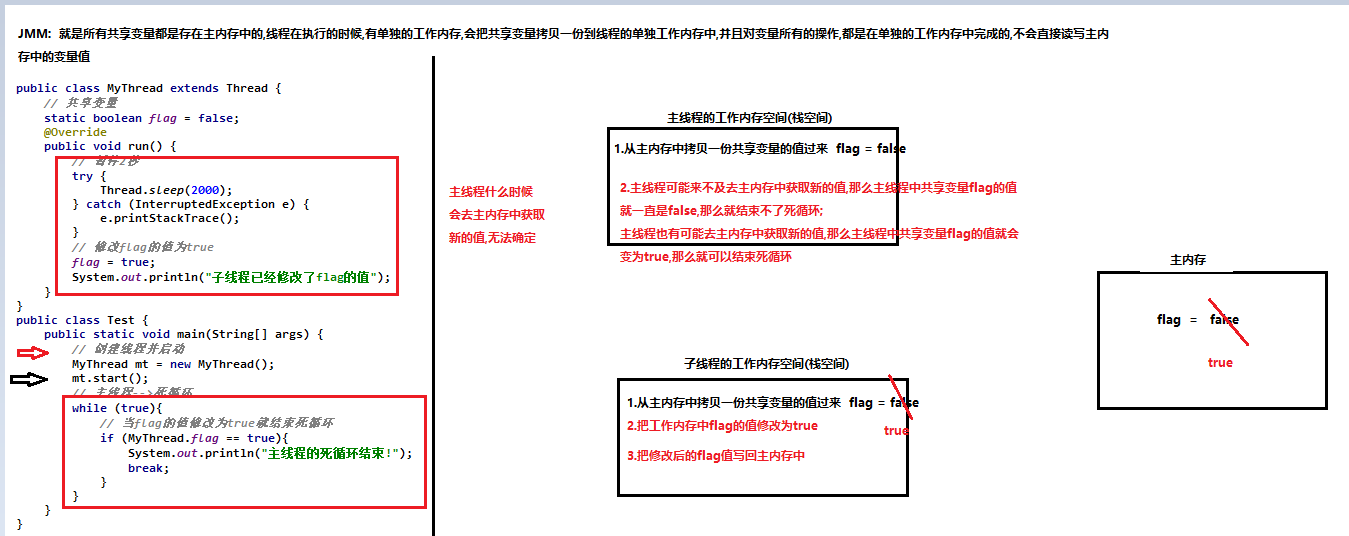 JMM: 就是所有共享变量都是存在主内存中的,线程在执行的时候,有单独的工作内存,会把共享变量拷贝一份到线程的单独工作内存中,并且对变量所有的操作,都是在单独的工作内存中完成的,不会直接读写主内
存中的变量值
public class MyThread extends Thread {
// 共享变量
static boolean flag = false;
@Override
public void run() {
// 暂停2秒
try {
Thread.sleep(2000);
} catch (InterruptedException e) {
e.printStackTrace();
}
// 修改flag的值为true
flag = true;
System.out.println("子线程已经修改了flag的值");
}
}
public class Test {
public static void main(String[] args) {
// 创建线程并启动
MyThread mt = new MyThread();
mt.start();
// 主线程-->死循环
while (true){
// 当flag的值修改为true就结束死循环
if (MyThread.flag == true){
System.out.println("主线程的死循环结束!");
break;
}
}
}
}
主线程什么时候
会去主内存中获取
新的值,无法确定
主线程的工作内存空间(栈空间)
1.从主内存中拷贝一份共享变量的值过来 flag = false
2.主线程可能来不及去主内存中获取新的值,那么主线程中共享变量flag的值
就一直是false,那么就结束不了死循环;
主线程也有可能去主内存中获取新的值,那么主线程中共享变量flag的值就会
变为true,那么就可以结束死循环
子线程的工作内存空间(栈空间)
1.从主内存中拷贝一份共享变量的值过来 flag = false
2.把工作内存中flag的值修改为true
true
3.把修改后的flag值写回主内存中
主内存
flag = false
true